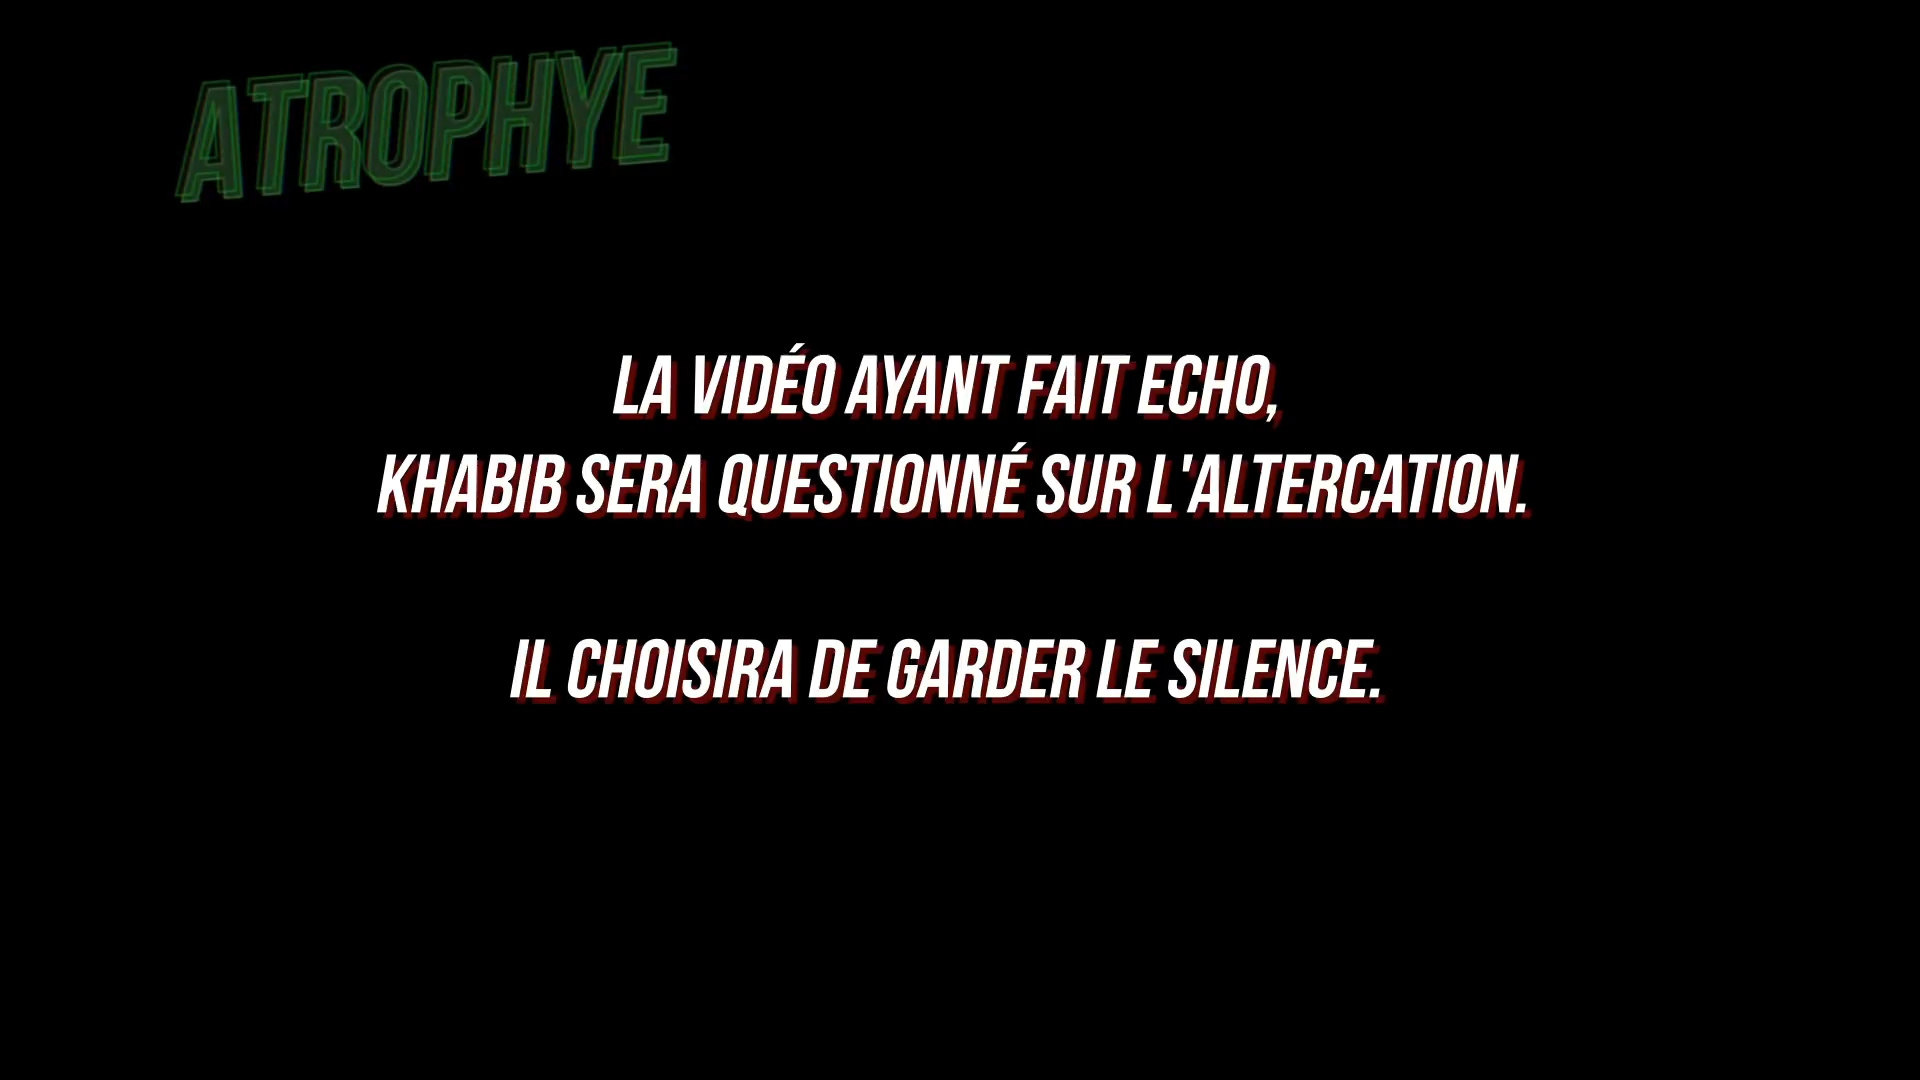 ATROPHYE
LA VIDÉO AYANT FAIT ECHO,
KHABIB SERA QUESTIONNÉ SUR L'ALTERCATION.
IL CHOISIRA DE GARDER LE SILENCE.